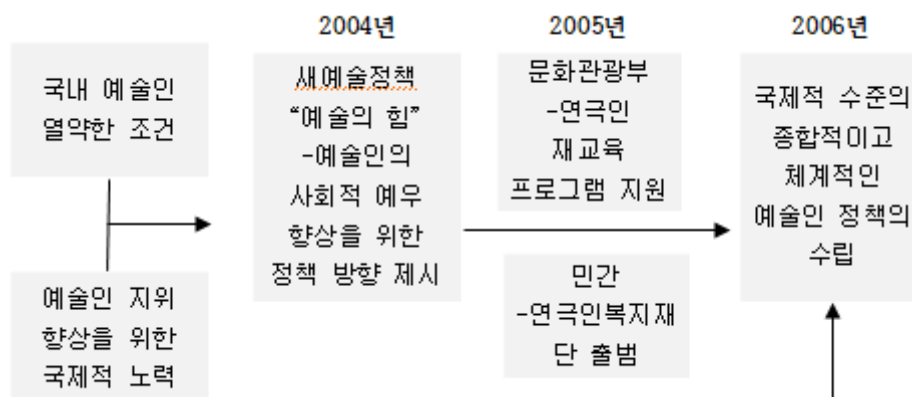 국내 예술인
열약한 조건
예술인 지위
향상을 위한
국제적 노력
2004년
새예술정책
“예술의 힘”
-예술인의
사회적 예우
향상을 위한
정책 방향 제시
2005년
문화관광부
-연극인
재교육
프로그램 지원
민간
-연극인복지재
단 출범
2006년
국제적 수준의
종합적이고
체계적인
예술인 정책의
수립